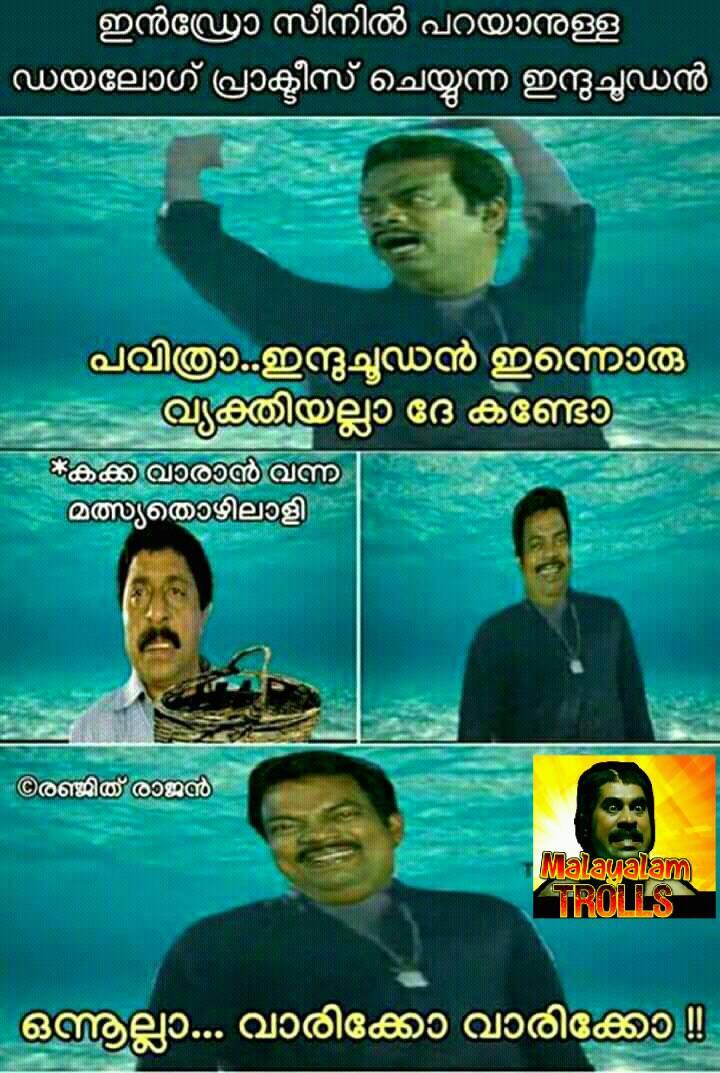 ഇൻഡ്രോ സീനിൽ പറയാനുള്ള
ഡയലോഗ് പ്രാക്ടീസ് ചെയ്യുന്ന ഇന്ദുചൂഡൻ
പവിത്രാ..ഇന്ദുചൂഡൻ ഇന്നൊരു
വ്യക്തിയല്ലാ ദേ കണ്ടോ
*കക്ക വാരാൻ വന്ന
മത്സ്യതൊഴിലാളി
©രഞ്ജിത് രാജൻ
Malayalam
TROLLS
ഒന്നൂല്ലാ... വാരിക്കോ വാരിക്കോ !!